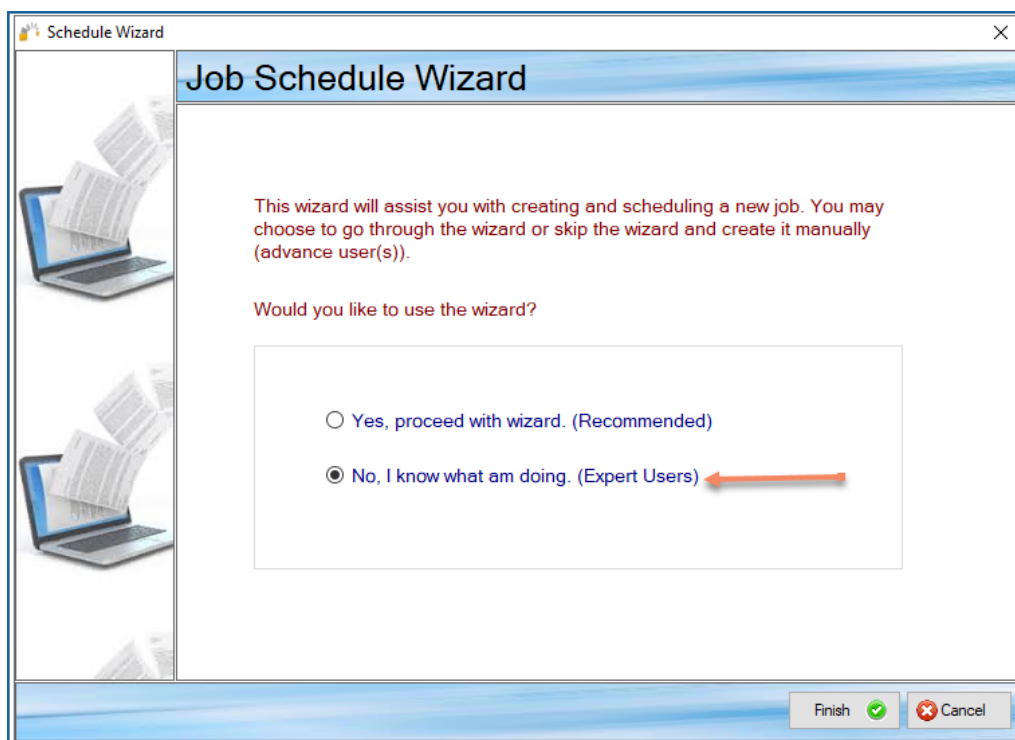 Schedule Wizard
Job Schedule Wizard
This wizard will assist you with creating and scheduling a new job. You may
choose to go through the wizard or skip the wizard and create it manually
(advance user(s)).
Would you like to use the wizard?
Yes, proceed with wizard. (Recommended)
No, I know what am doing. (Expert Users)
Finish
Cancel